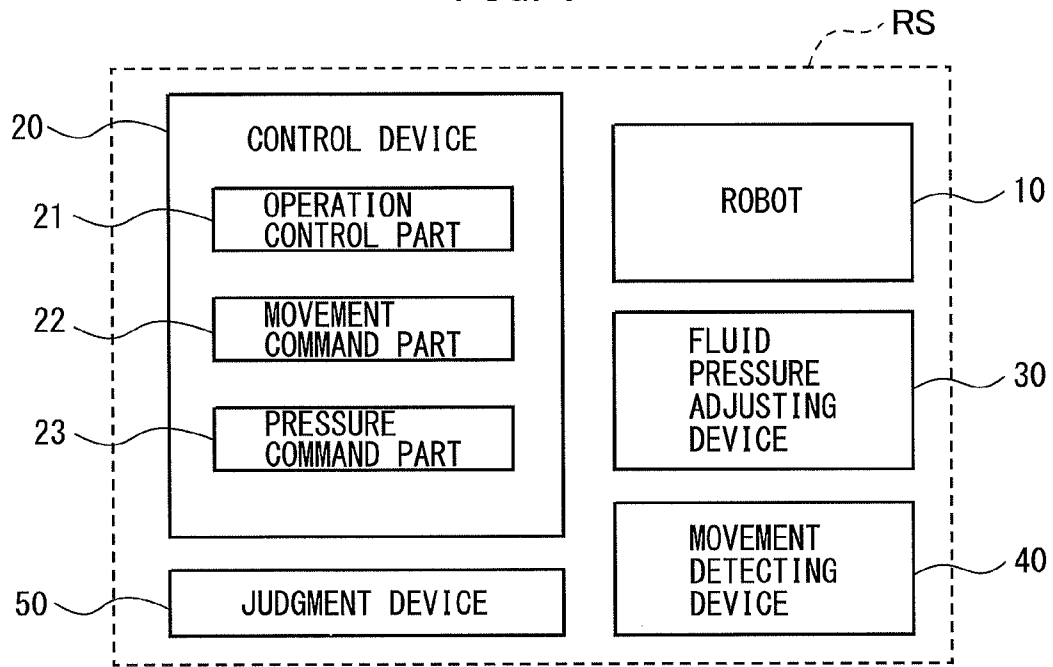 RS
20
CONTROL DEVICE
21
OPERATION
CONTROL PART
22
MOVEMENT
COMMAND PART
23
PRESSURE
COMMAND PART
50
JUDGMENT DEVICE
ROBOT
10
FLUID
PRESSURE
ADJUSTING
DEVICE
30
MOVEMENT
DETECTING
DEVICE
40